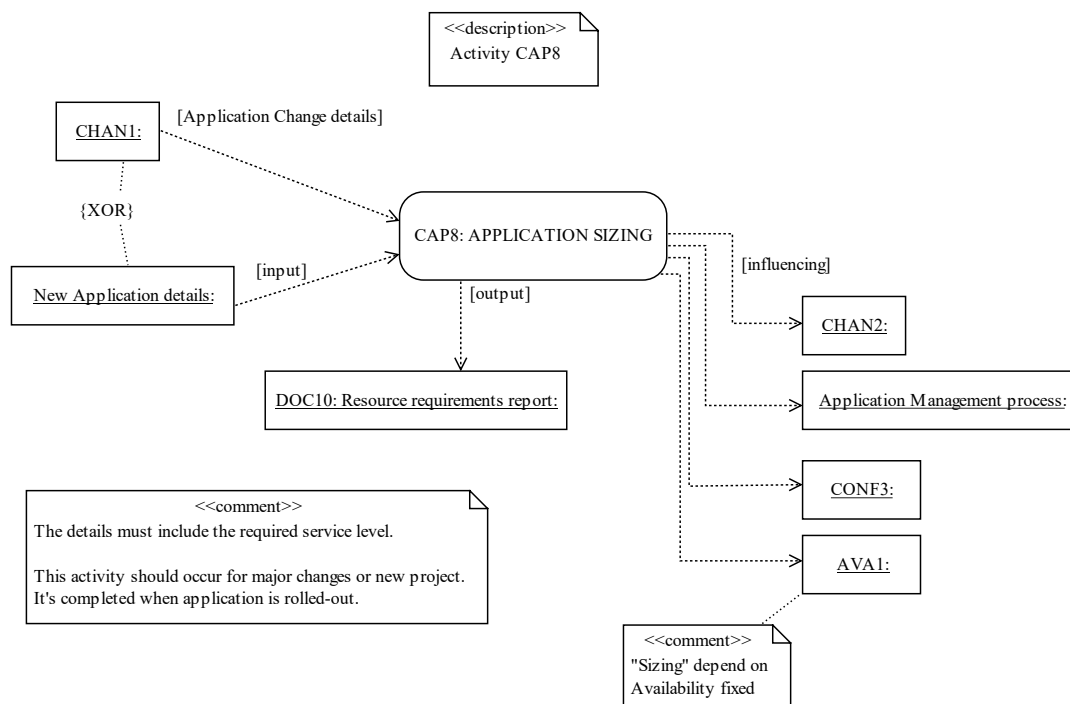 <<description>>
Activity CAP8
[Application Change details]
CHAN1:
{XOR}
CAP8: APPLICATION SIZING
[influencing]
[input]
New Application details:
[output]
CHAN2:
DOC10: Resource requirements report:
Application Management process:
CONF3:
<<comment>>
The details must include the required service level.
This activity should occur for major changes or new project.
It's completed when application is rolled-out.
AVA1:
<<comment>>
"Sizing" depend on
Availability fixed